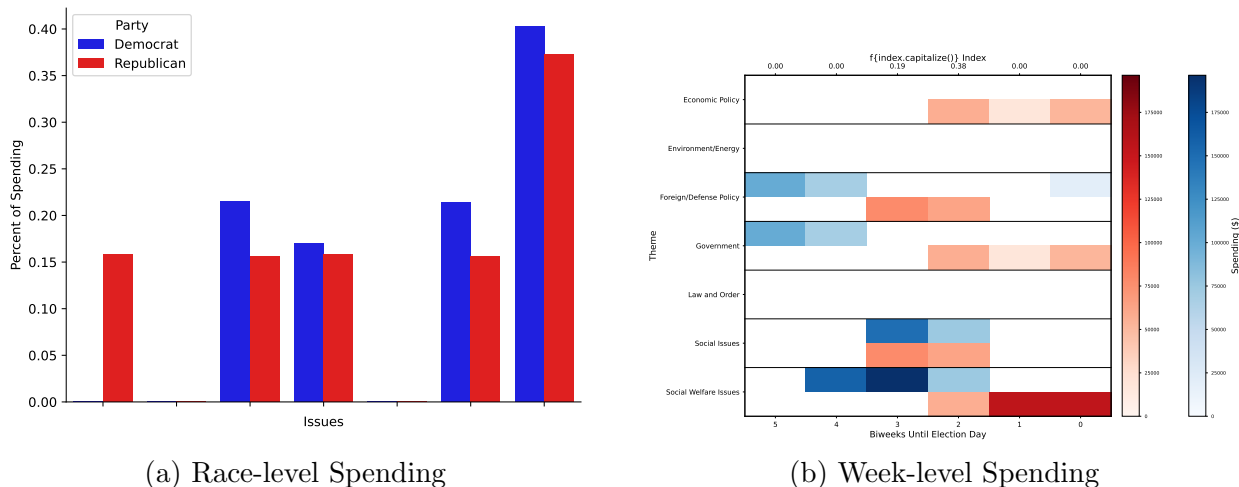 Party
Democrat
Republican
0.40
0.35
0.30
0.25
0.20
0.15
0.10
0.05
0.00
Percent of Spending
Issues
(a) Race-level Spending
f{index.capitalize()} Index
0.00 0.00 0.19 0.38 0.00 0.00
Theme
Economic Policy
Environment/Energy
Foreign/Defense Policy
Government
Law and Order
Social Issues
Social Welfare Issues
5 4 3 2 1 0
Biweeks Until Election Day
175000
150000
125000
100000
75000
50000
25000
0
175000
150000
125000
100000
75000
50000
25000
0
Spending ($)
(b) Week-level Spending